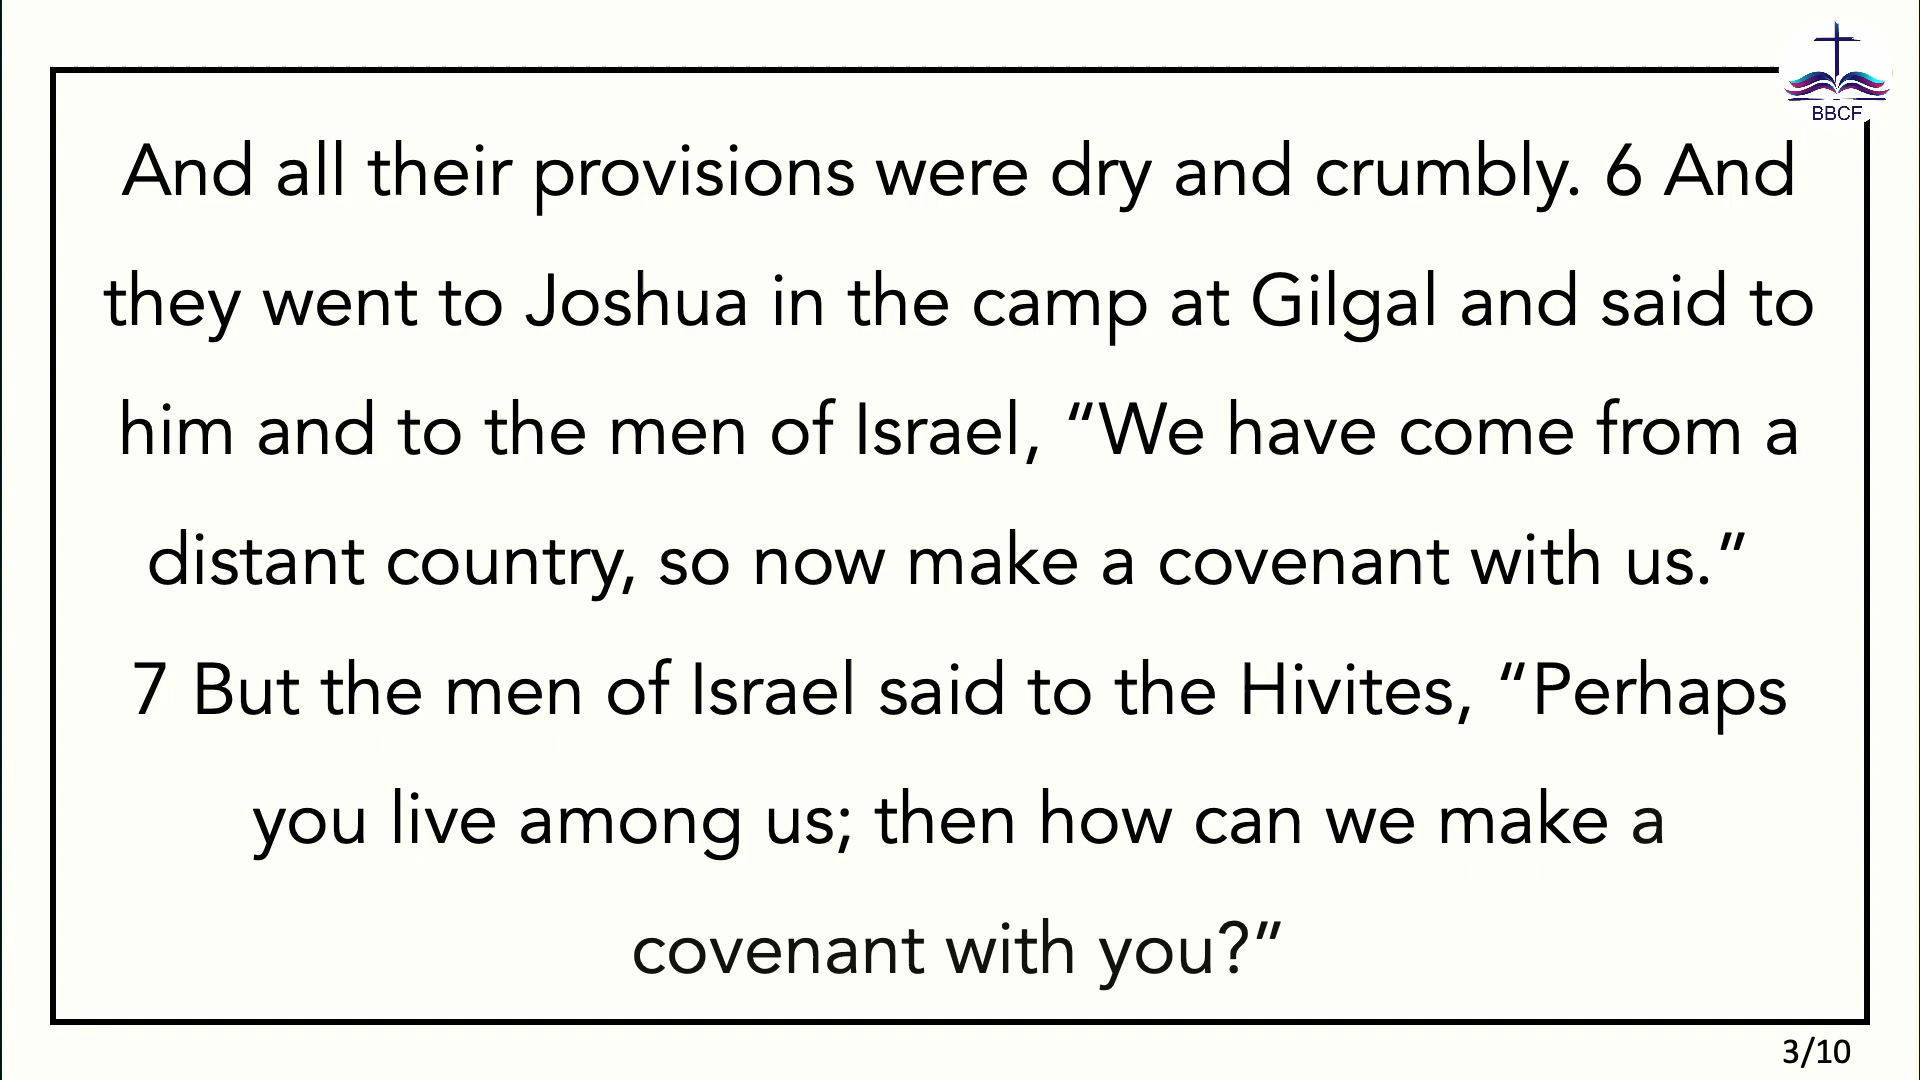 BBCF
And all their provisions were dry and crumbly. 6 And
they went to Joshua in the camp at Gilgal and said to
him and to the men of Israel, “We have come from a
distant country, so now make a covenant with us.”
7 But the men of Israel said to the Hivites, “Perhaps
you live among us; then how can we make a
covenant with you?”
3/10